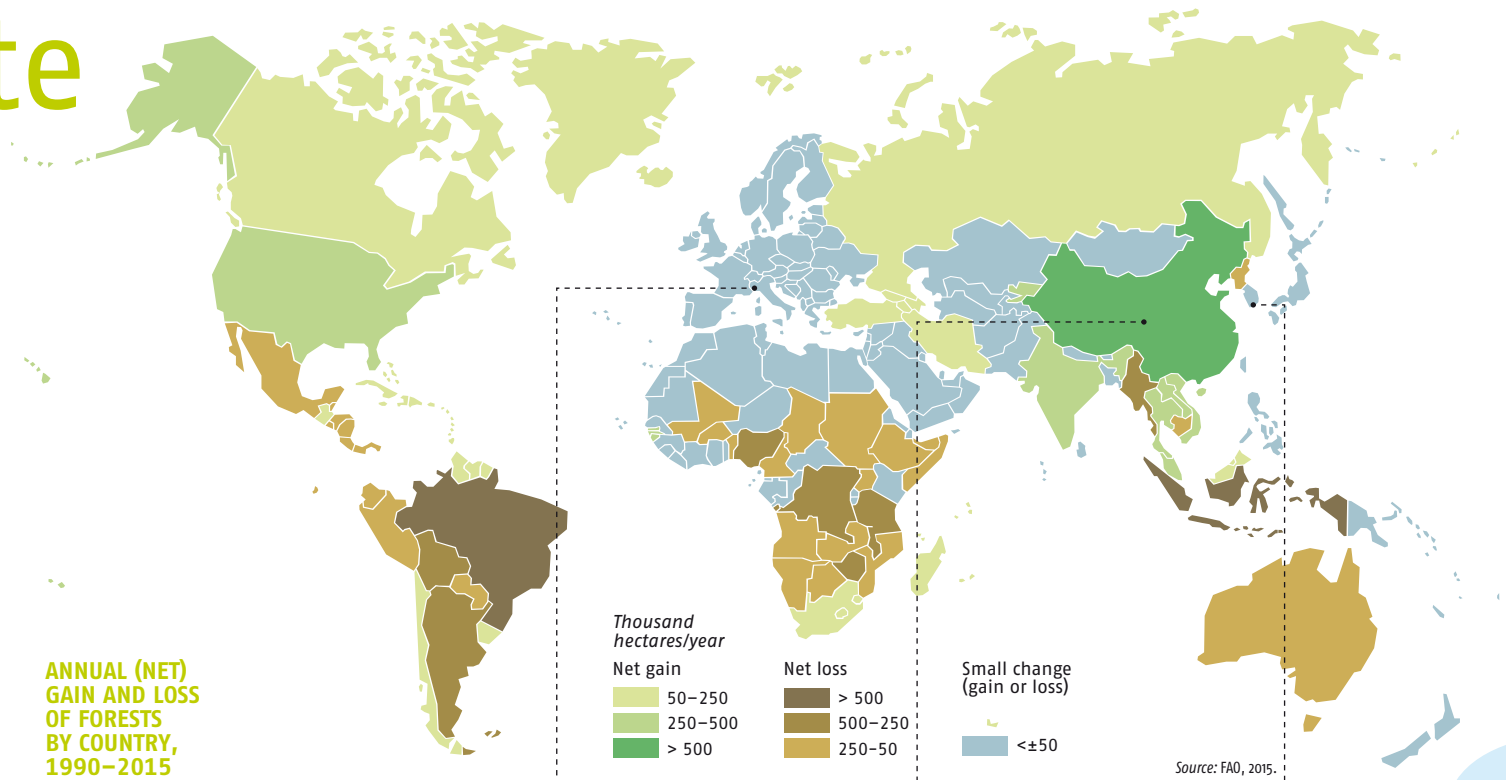 te
ANNUAL (NET)
GAIN AND LOSS
OF FORESTS
BY COUNTRY,
1990–2015
Thousand
hectares/year
Net gain
50–250
250–500
> 500
Net loss
> 500
500–250
250-50
Small change
(gain or loss)
<±50
Source: FAO, 2015.